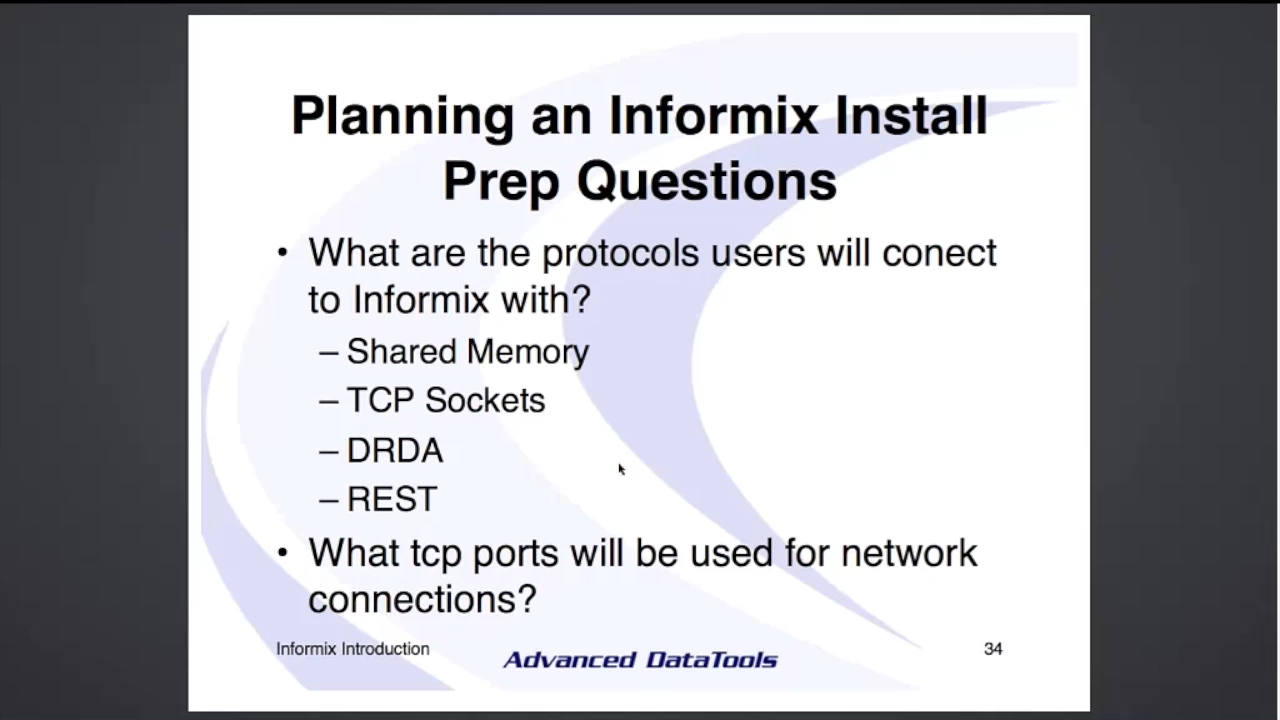 Planning an Informix Install
Prep Questions
• What are the protocols users will conect
to Informix with?
– Shared Memory
– TCP Sockets
– DRDA
– REST
• What tcp ports will be used for network
connections?
Informix Introduction
Advanced DataTools
34